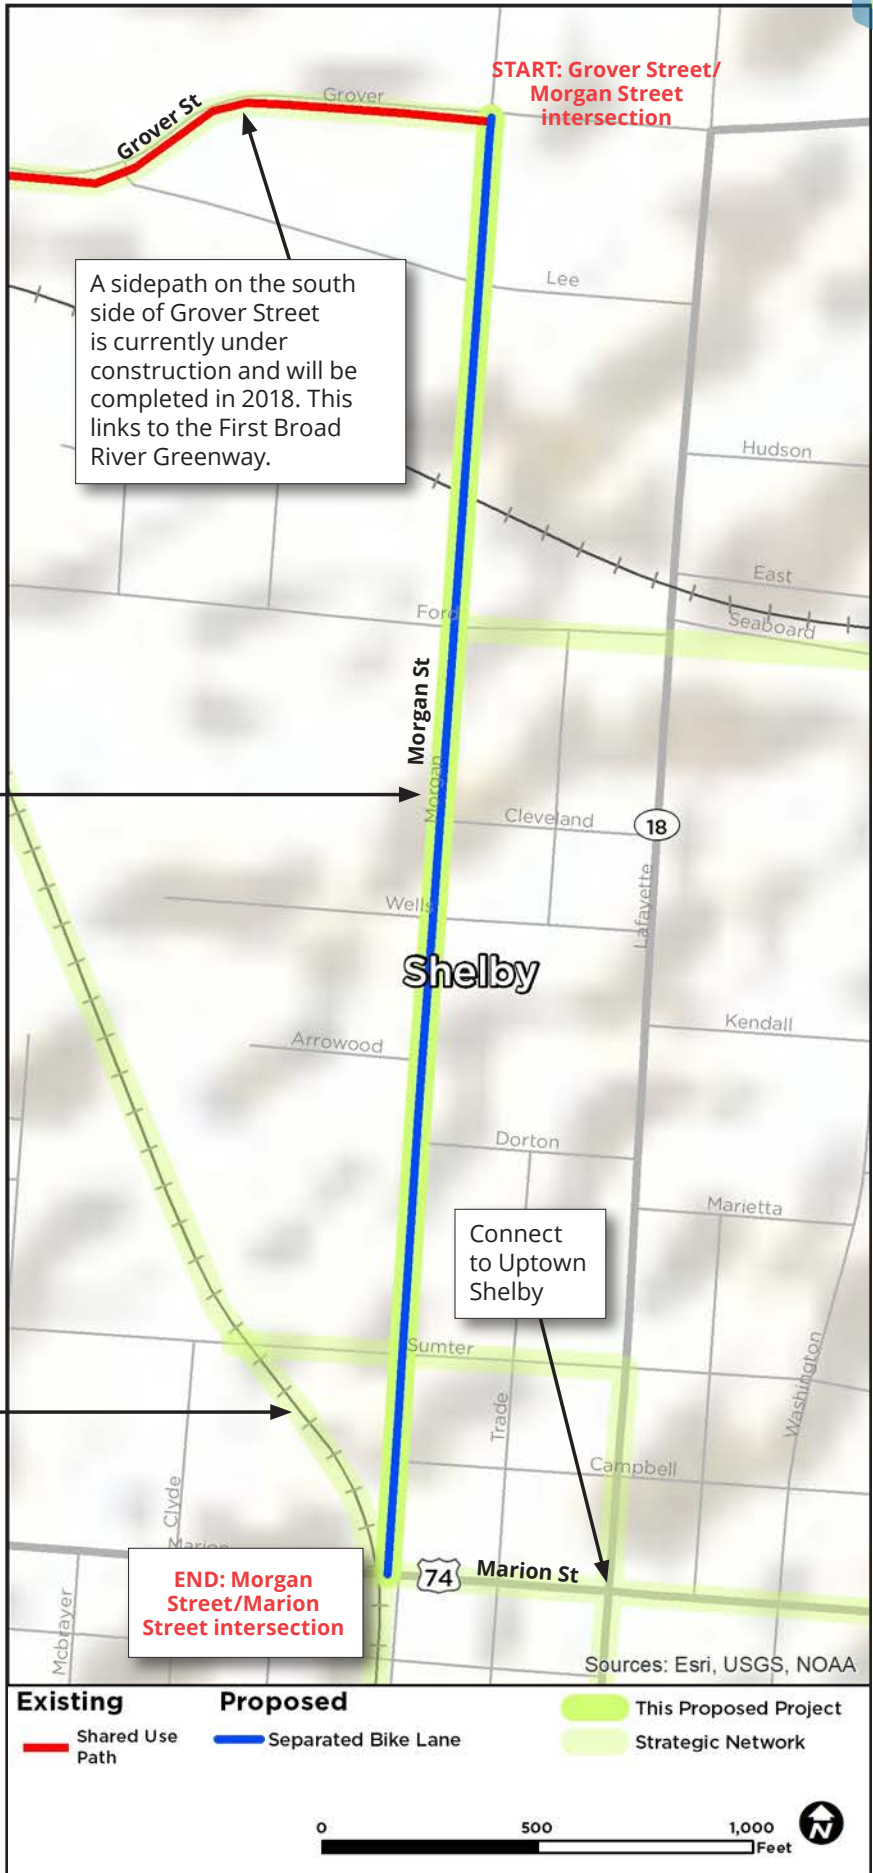 START: Grover Street/
Morgan Street
intersection
Grover
Grover St
Lee
A sidepath on the south
side of Grover Street
is currently under
construction and will be
completed in 2018. This
links to the First Broad
River Greenway.
Hudson
East
Seaboard
Ford
Morgan St
Morgan
Cleveland
18
Lafayette
Wells
Shelby
Kendall
Arrowood
Dorton
Marietta
Connect
to Uptown
Shelby
Sumter
Washington
Trade
Campbell
Clyde
Marion
END: Morgan
Street/Marion
Street intersection
74
Marion St
Mcbrayer
Sources: Esri, USGS, NOAA
Existing
Proposed
Shared Use
Path
Separated Bike Lane
This Proposed Project
Strategic Network
0 500 1,000
Feet
N